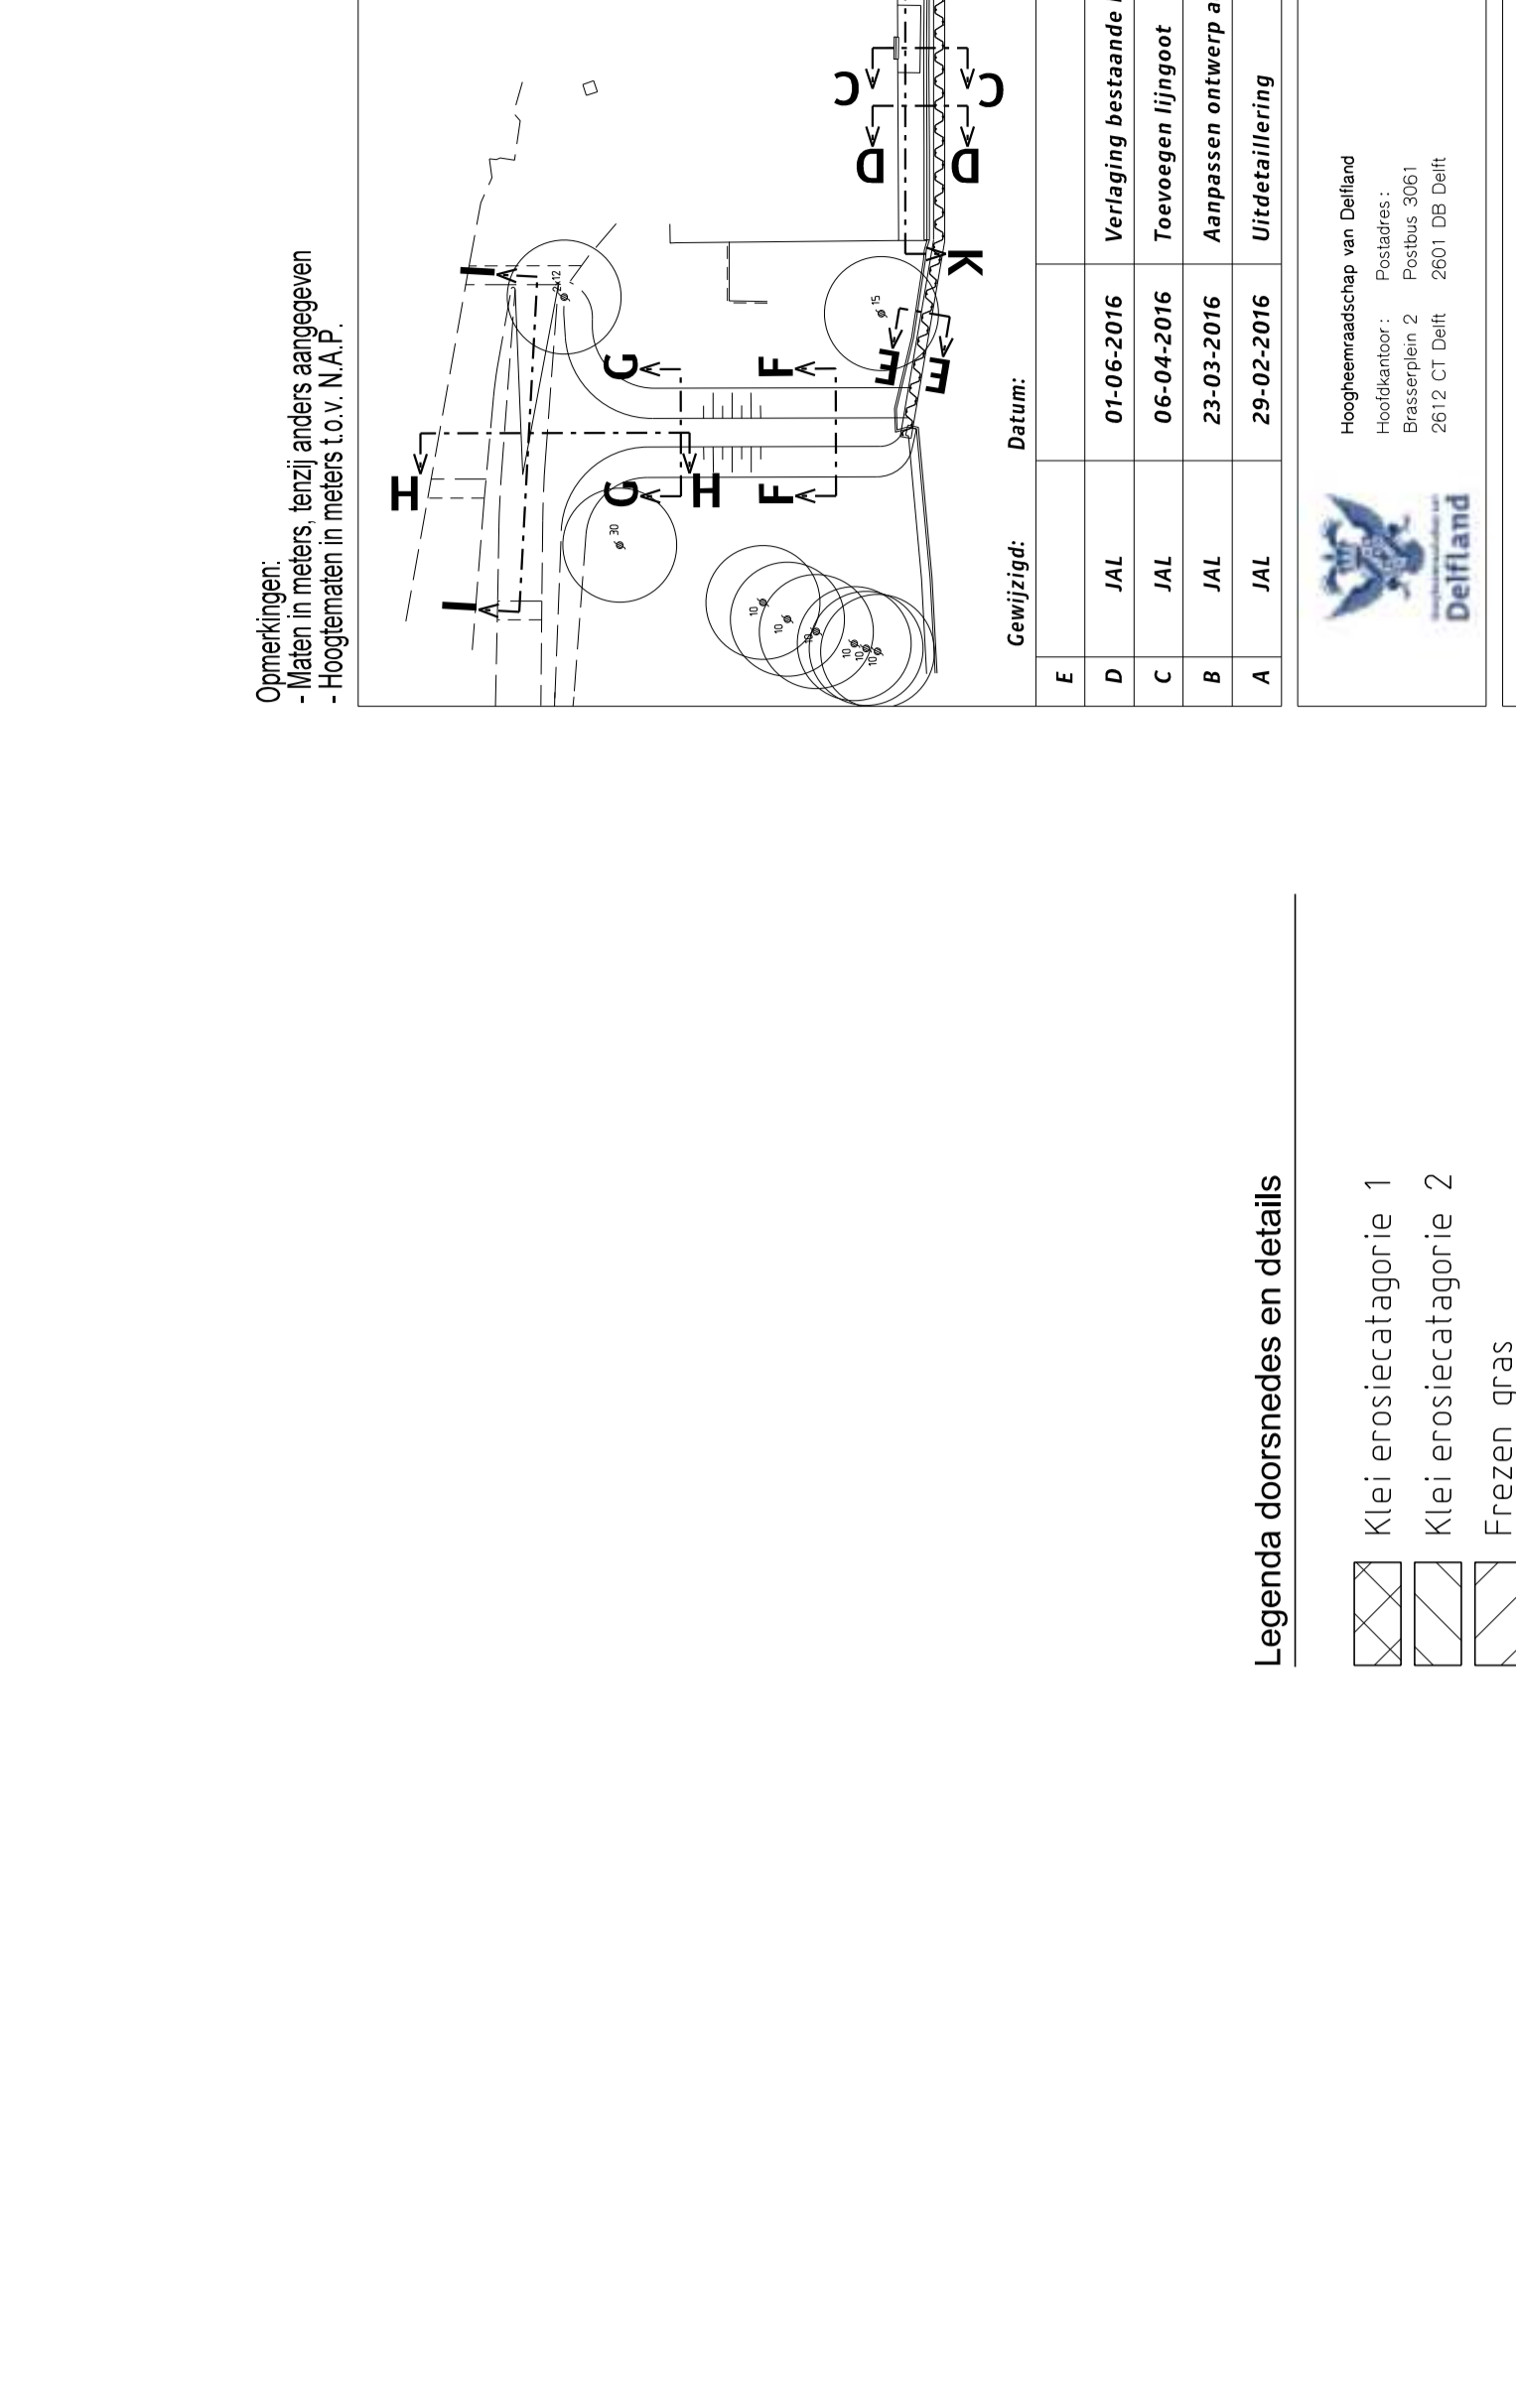 Opmerkingen:
- Maten in meters, tenzij anders aangegeven
- Hoogtematen in meters t.o.v. N.A.P.
H
H
I
I
G
G
F
F
E
E
K
D
D
C
C
2x12
30
15
10
10
10
10
10
10
Gewijzigd: Datum:
E
D JAL 01-06-2016 Verlaging bestaande
C JAL 06-04-2016 Toevoegen lijngoot
B JAL 23-03-2016 Aanpassen ontwerp a
A JAL 29-02-2016 Uitdetaillering
Delfland
Hoogheemraadschap van Delfland
Hoofdkantoor: Postadres:
Brasserplein 2 Postbus 3061
2612 CT Delft 2601 DB Delft
Legenda doorsnedes en details
Klei erosiecatagorie 1
Klei erosiecatagorie 2
Frezen gras